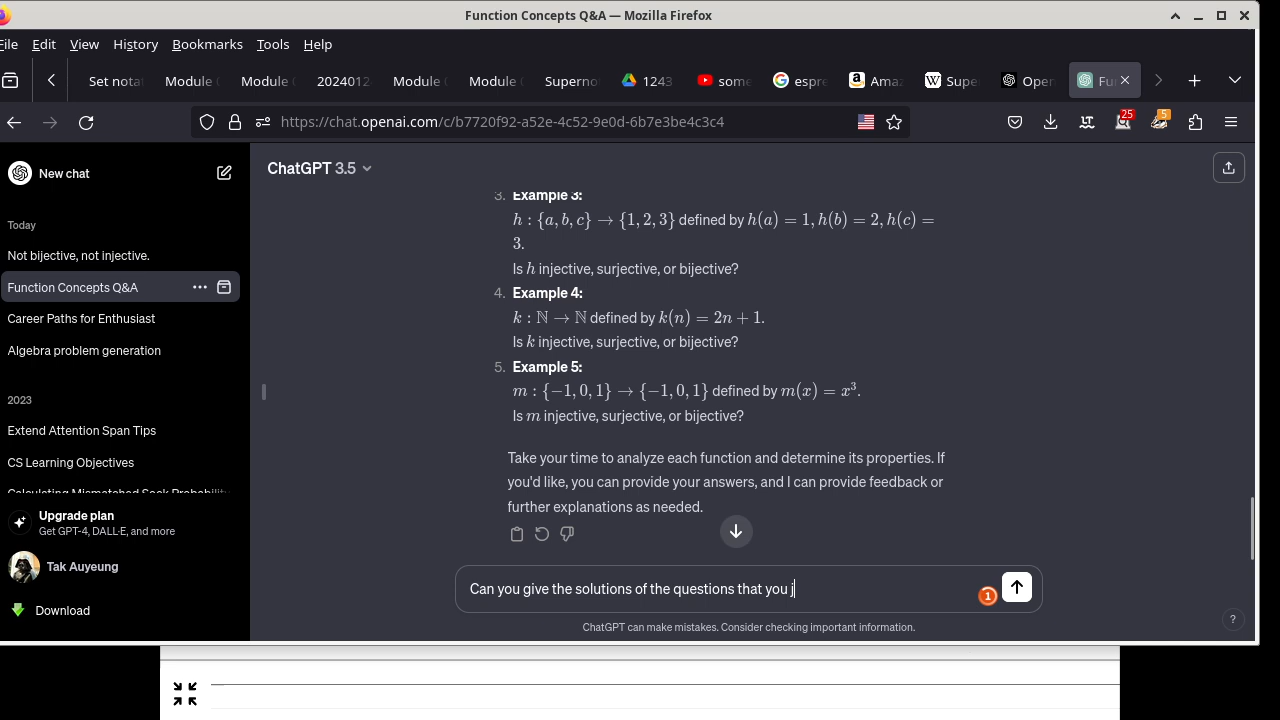 Function Concepts Q&A — Mozilla Firefox
File Edit View History Bookmarks Tools Help
Set nota Module Module 2024012 Module Module Superno 1243 some espre Amaz Supe Open Fu
https://chat.openai.com/c/b7720f92-a52e-4c52-9e0d-6b7e3be4c3c4 25 5
New chat
ChatGPT 3.5
Today
Not bijective, not injective.
Function Concepts Q&A
Career Paths for Enthusiast
Algebra problem generation
2023
Extend Attention Span Tips
CS Learning Objectives
Calculating Mismatched Sock Probability
Upgrade plan
Get GPT-4, DALL·E, and more
Tak Auyeung
Download
3. Example 3:
h : {a, b, c} → {1, 2, 3} defined by h(a) = 1, h(b) = 2, h(c) =
3.
Is h injective, surjective, or bijective?
4. Example 4:
k : ℕ → ℕ defined by k(n) = 2n + 1.
Is k injective, surjective, or bijective?
5. Example 5:
m : {−1, 0, 1} → {−1, 0, 1} defined by m(x) = x³.
Is m injective, surjective, or bijective?
Take your time to analyze each function and determine its properties. If
you'd like, you can provide your answers, and I can provide feedback or
further explanations as needed.
Can you give the solutions of the questions that you j
1
ChatGPT can make mistakes. Consider checking important information.
?